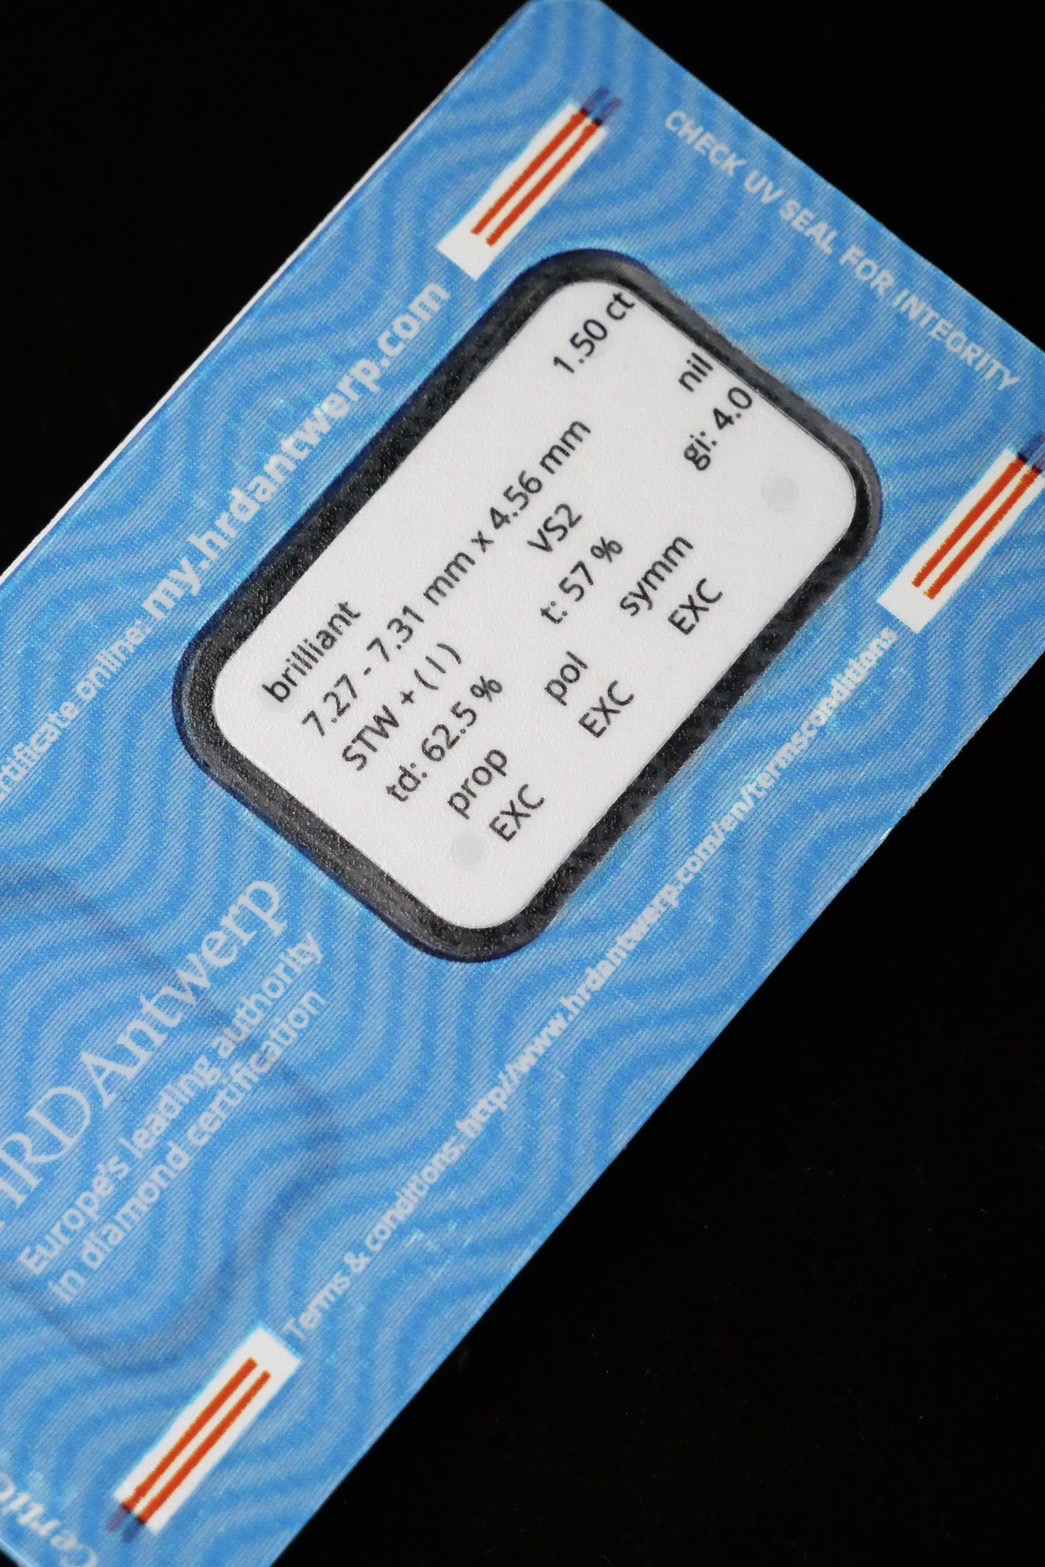 CHECK UV SEAL FOR INTEGRITY
certificate online: my.hrdantwerp.com
brilliant 1.50 ct
7.27 - 7.31 mm x 4.56 mm
STW + ( I ) VS2 nil
td: 62.5 % t: 57 % gi: 4.0
prop pol symm
EXC EXC EXC
HRDAntwerp
Europe's leading authority
in diamond certification
Terms & conditions: http//www.hrdantwerp.com/en/termsconditions